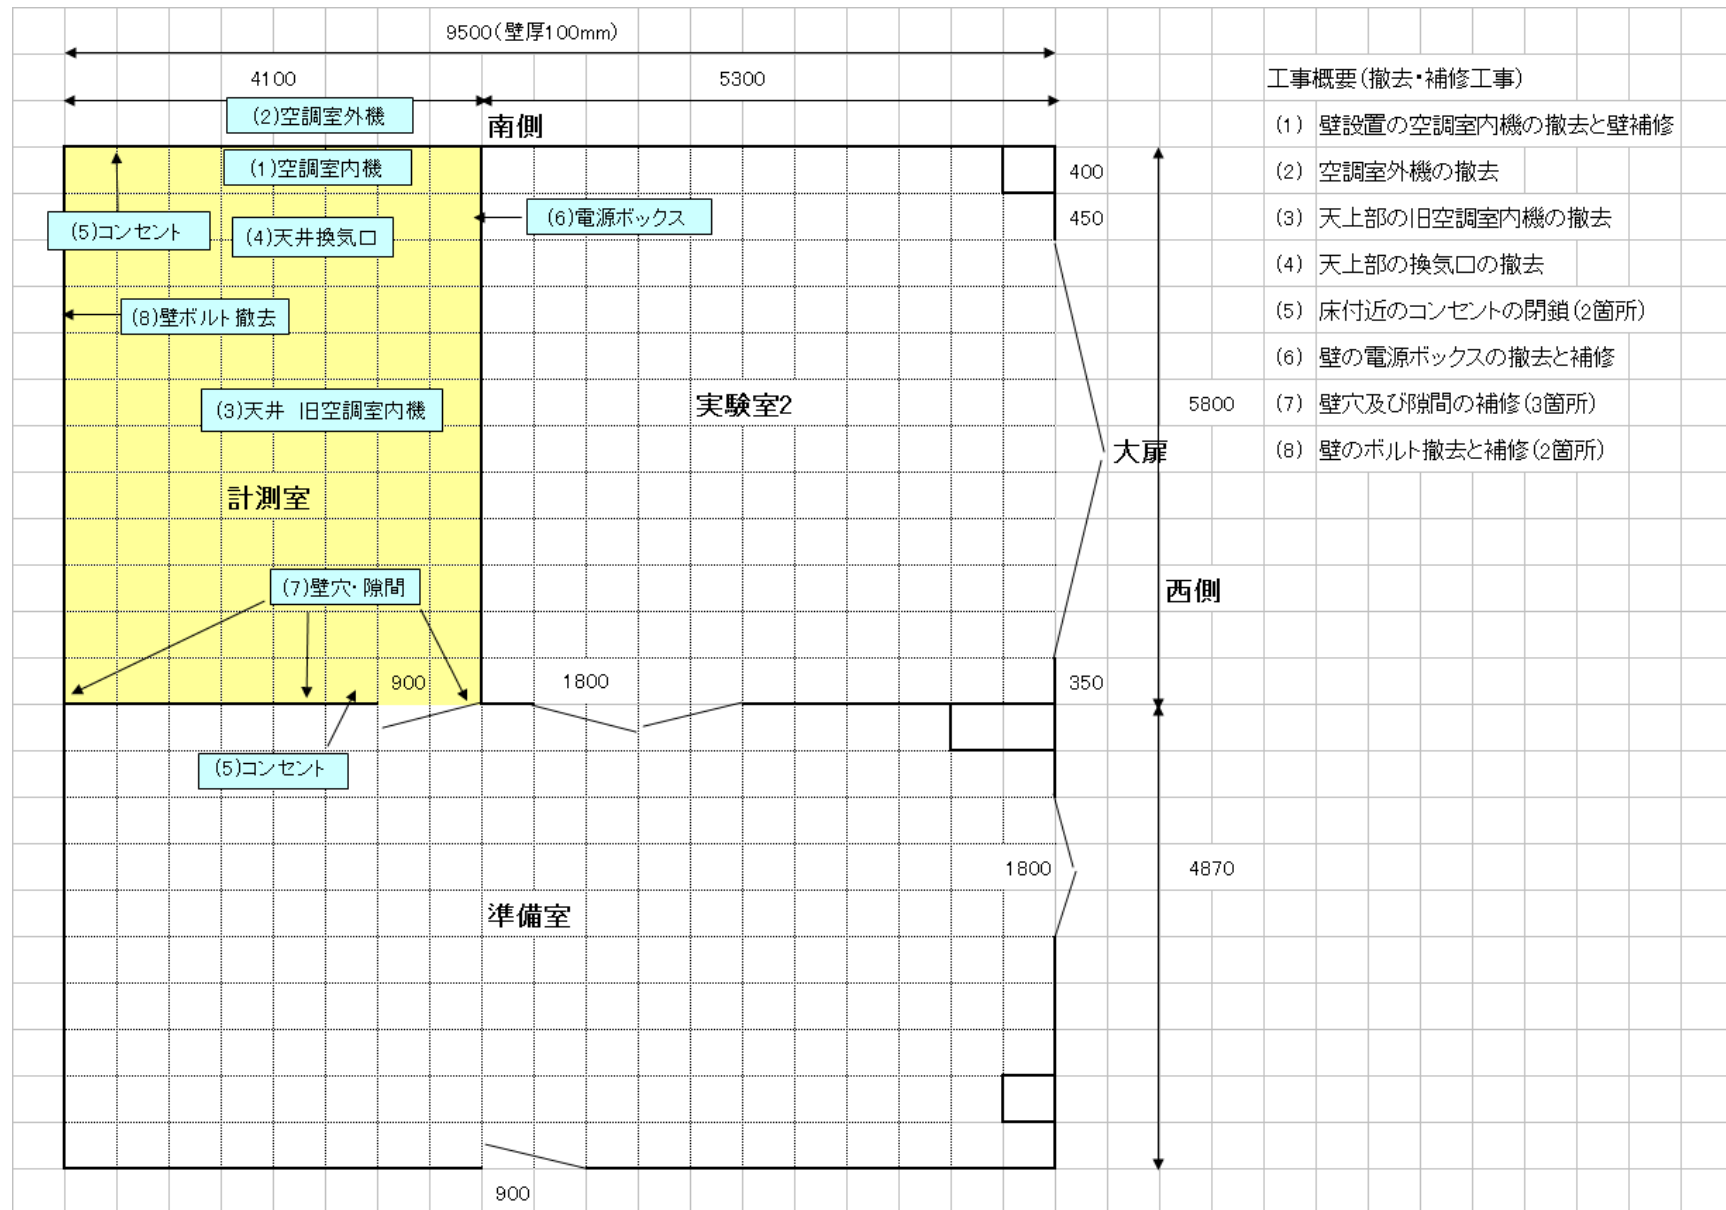 9500(壁厚100mm)
4100
5300
工事概要(撤去・補修工事)
(2)空調室外機
南側
(1) 壁設置の空調室内機の撤去と壁補修
(1)空調室内機
400
(2) 空調室外機の撤去
(5)コンセント
(4)天井換気口
(6)電源ボックス
450
(3) 天上部の旧空調室内機の撤去
(4) 天上部の換気口の撤去
(8)壁ボルト撤去
(5) 床付近のコンセントの閉鎖(2箇所)
(6) 壁の電源ボックスの撤去と補修
(3)天井 旧空調室内機
実験室2
5800
(7) 壁穴及び隙間の補修(3箇所)
大扉
(8) 壁のボルト撤去と補修(2箇所)
計測室
(7)壁穴・隙間
西側
900
1800
350
(5)コンセント
1800
4870
準備室
900